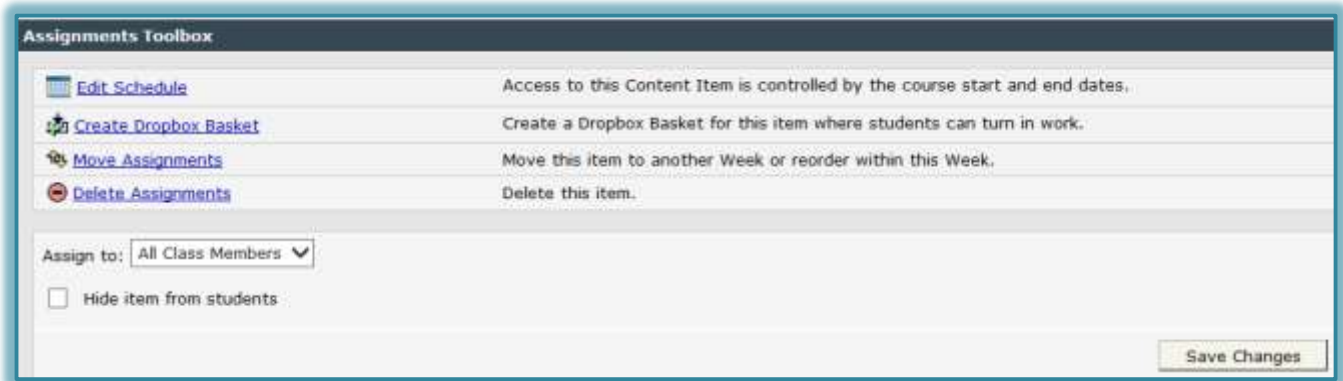 Assignments Toolbox
Edit Schedule Access to this Content Item is controlled by the course start and end dates.
Create Dropbox Basket Create a Dropbox Basket for this item where students can turn in work.
Move Assignments Move this item to another Week or reorder within this Week.
Delete Assignments Delete this item.
Assign to: All Class Members
Hide item from students
Save Changes